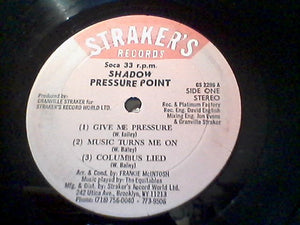 STRAKER'S
RECORDS
Soca 33 r.p.m.
SHADOW
PRESSURE POINT
GS 2286 A
SIDE ONE
STEREO
Produced by:
GRANVILLE STRAKER for
STRAKER'S RECORD WORLD LTD.
Rec. & Platinum Factory
Rec. Eng. David English
Mixing Eng. Jon Evans
& Granville Straker
(1) GIVE ME PRESSURE
(W. Bailey)
(2) MUSIC TURNS ME ON
(W. Bailey)
(3) COLUMBUS LIED
(W. Bailey)
Arr. & Cond. by: FRANKIE McINTOSH
Music Played by: The Equitables
Mfg. & Dist. by: Straker's Record World Ltd.
242 Utica Ave., Brooklyn, NY 11213
Phone: (718) 756-0040 — 773-9506